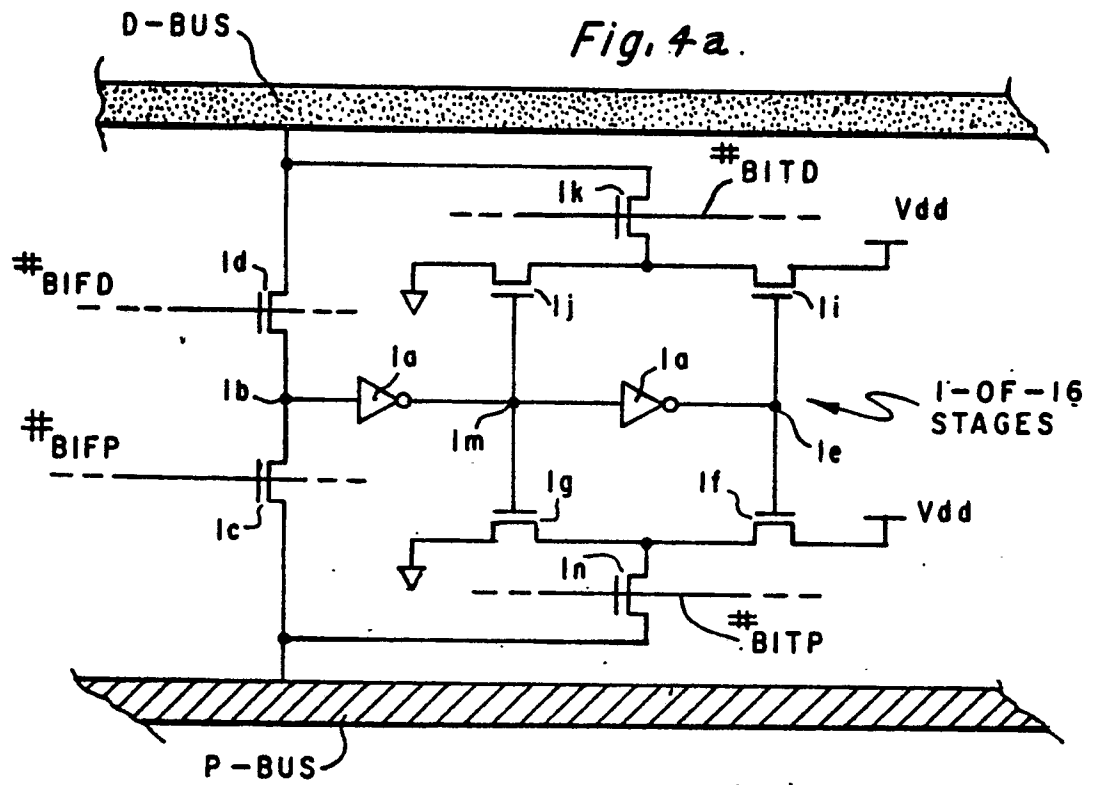 D-BUS
Fig. 4a.
#BITD
1k
Vdd
#BIFD
1d
1j
1i
1a
1a
1b
1-OF-16
STAGES
1m
1e
#BIFP
1g
1f
Vdd
1c
1n
#BITP
P-BUS